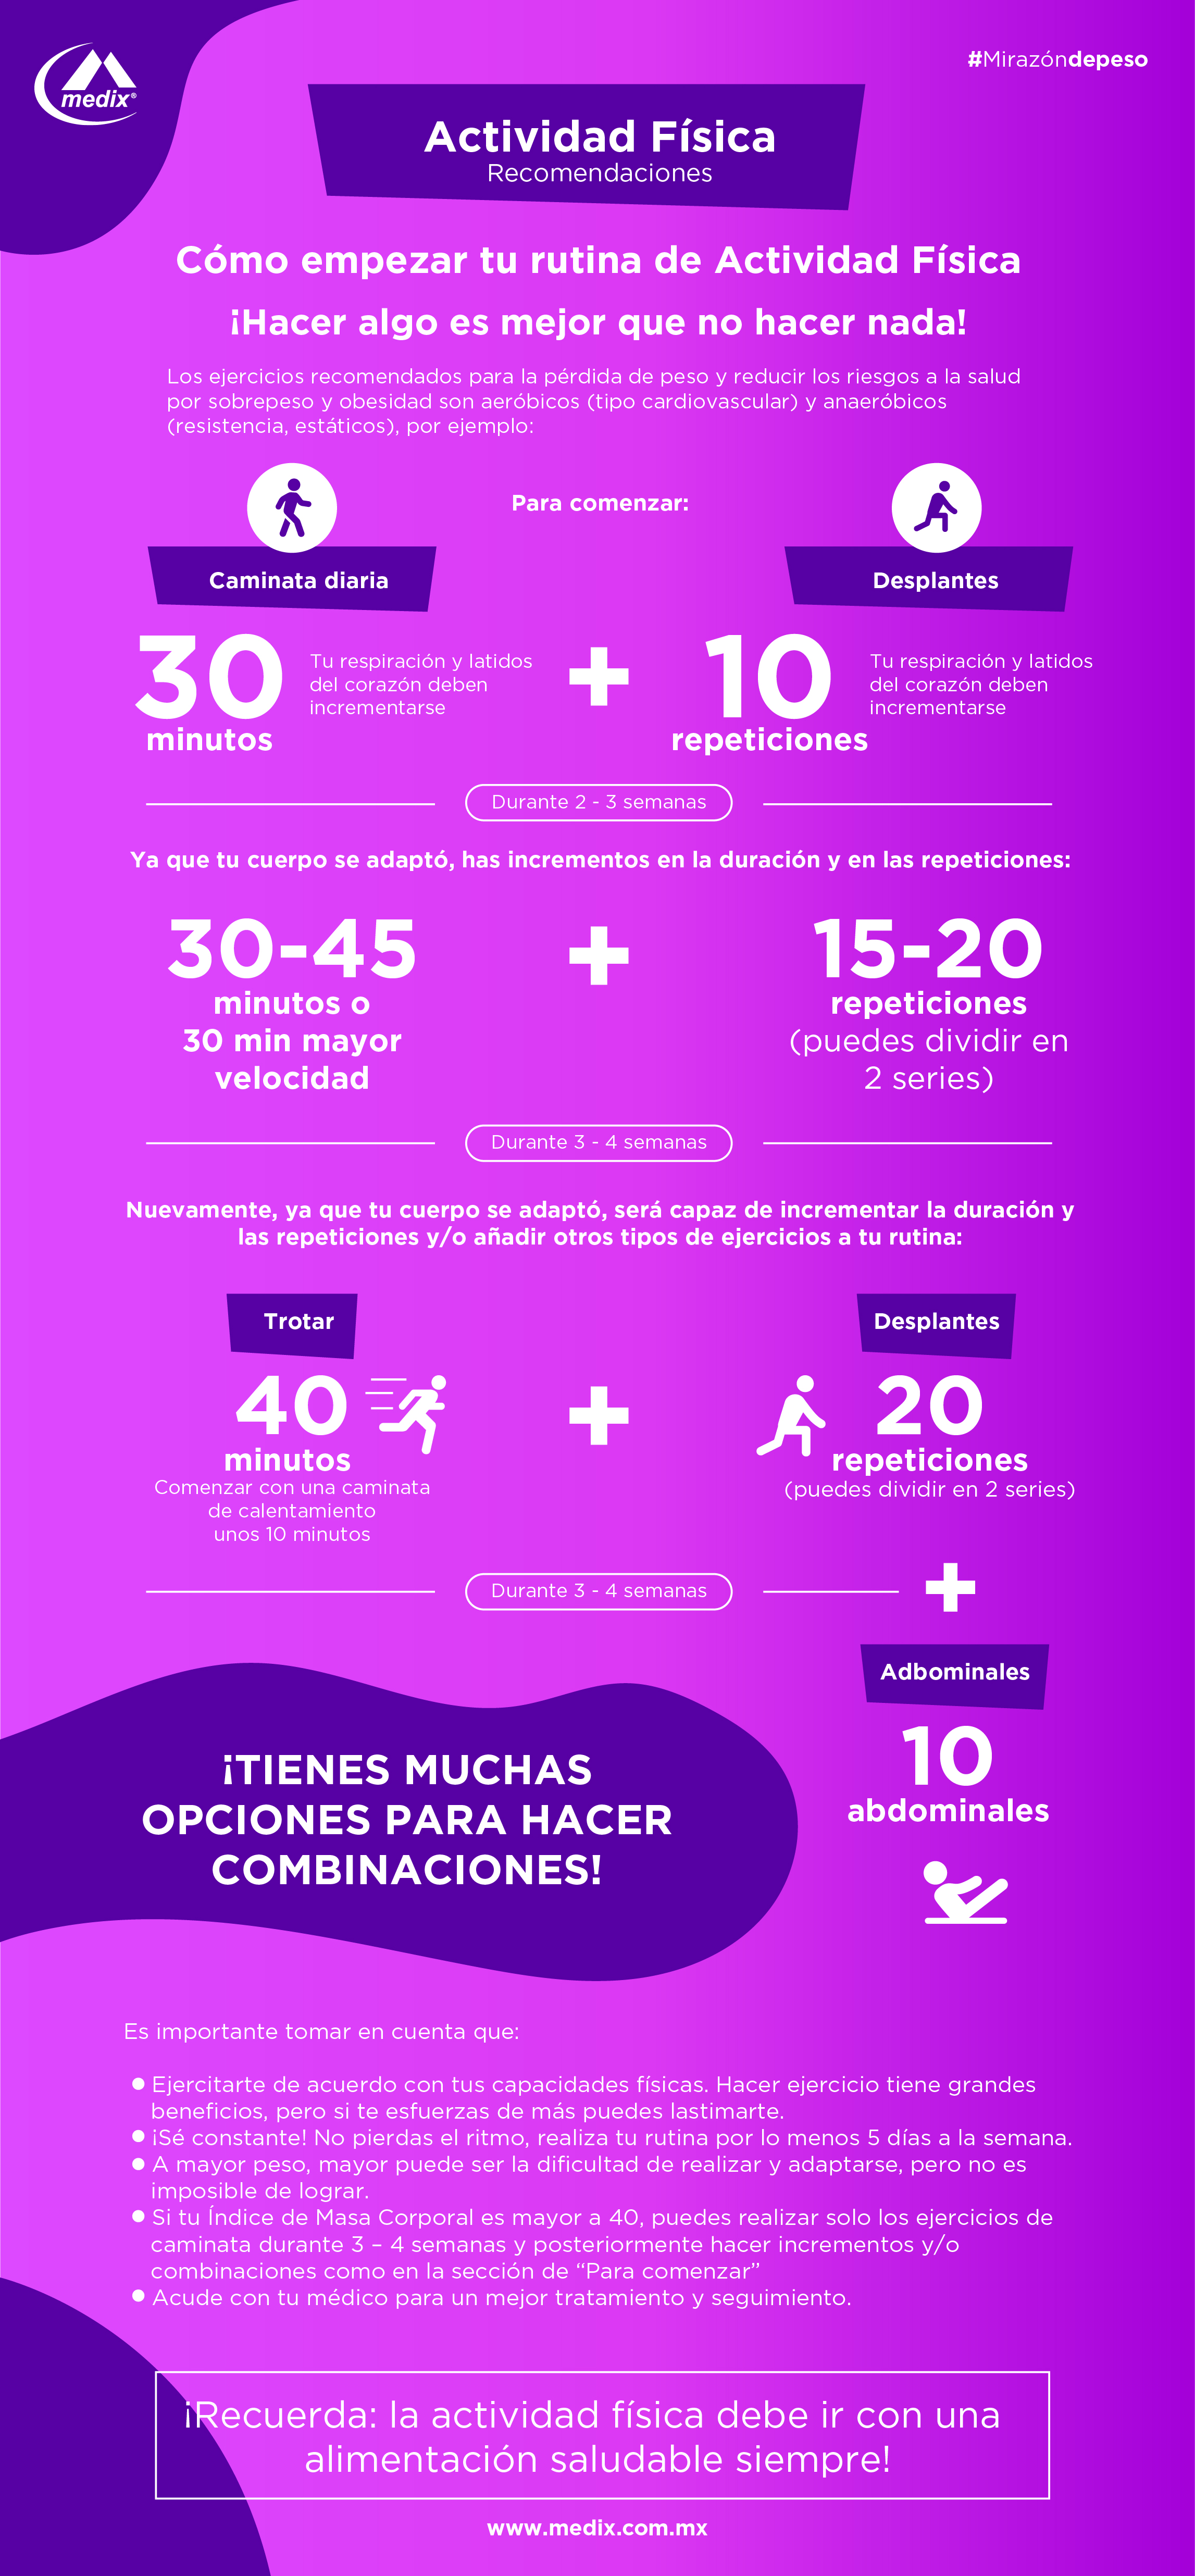 medix®
#Mirazóndepeso
Actividad Física
Recomendaciones
Cómo empezar tu rutina de Actividad Física
¡Hacer algo es mejor que no hacer nada!
Los ejercicios recomendados para la pérdida de peso y reducir los riesgos a la salud
por sobrepeso y obesidad son aeróbicos (tipo cardiovascular) y anaeróbicos
(resistencia, estáticos), por ejemplo:
Para comenzar:
Caminata diaria
30
minutos
Tu respiración y latidos
del corazón deben
incrementarse
+
Desplantes
10
repeticiones
Tu respiración y latidos
del corazón deben
incrementarse
Durante 2 - 3 semanas
Ya que tu cuerpo se adaptó, has incrementos en la duración y en las repeticiones:
30-45
minutos o
30 min mayor
velocidad
+
15-20
repeticiones
(puedes dividir en
2 series)
Durante 3 - 4 semanas
Nuevamente, ya que tu cuerpo se adaptó, será capaz de incrementar la duración y
las repeticiones y/o añadir otros tipos de ejercicios a tu rutina:
Trotar
40
minutos
Comenzar con una caminata
de calentamiento
unos 10 minutos
+
Desplantes
20
repeticiones
(puedes dividir en 2 series)
Durante 3 - 4 semanas
+
Adbominales
10
abdominales
¡TIENES MUCHAS
OPCIONES PARA HACER
COMBINACIONES!
Es importante tomar en cuenta que:
● Ejercitarte de acuerdo con tus capacidades físicas. Hacer ejercicio tiene grandes
beneficios, pero si te esfuerzas de más puedes lastimarte.
● ¡Sé constante! No pierdas el ritmo, realiza tu rutina por lo menos 5 días a la semana.
● A mayor peso, mayor puede ser la dificultad de realizar y adaptarse, pero no es
imposible de lograr.
● Si tu Índice de Masa Corporal es mayor a 40, puedes realizar solo los ejercicios de
caminata durante 3 – 4 semanas y posteriormente hacer incrementos y/o
combinaciones como en la sección de “Para comenzar”
● Acude con tu médico para un mejor tratamiento y seguimiento.
¡Recuerda: la actividad física debe ir con una
alimentación saludable siempre!
www.medix.com.mx